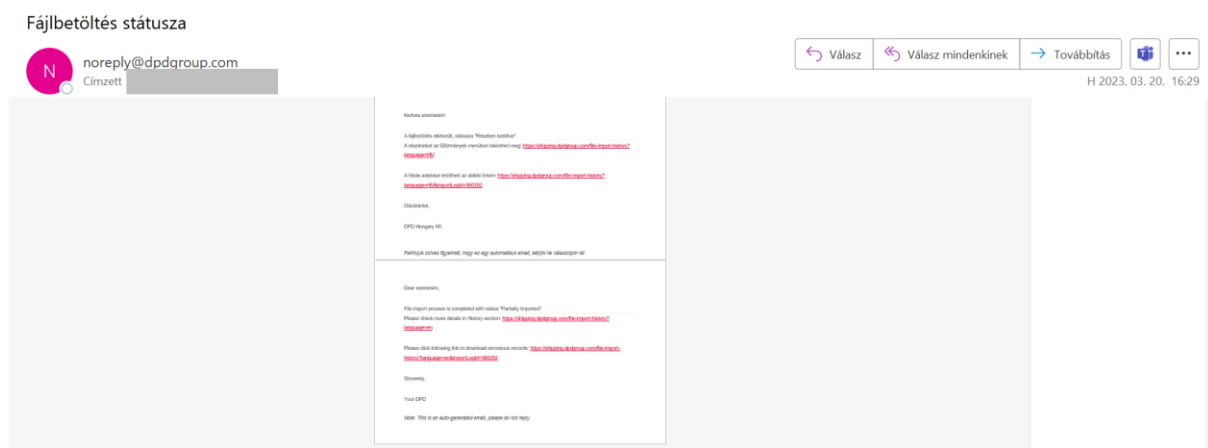 Fájlbetöltés státusza
N
noreply@dpdgroup.com
Címzett
Válasz
Válasz mindenkinek
Továbbítás
H 2023. 03. 20. 16:29
Kedves szerintesim!
A fájlbetöltés elkészült, státusza "Részben betöltve".
A részleteket az Előzmények menüben tekintheti meg: https://shipping.dpdgroup.com/file-import-history/?
language=HU
A hibás adatokat letöltheti az alábbi linken: https://shipping.dpdgroup.com/file-import-history/?
language=HU&importLogId=
Üdvözlettel,
DPD Hungary Kft.
Felhívjuk szíves figyelmét, hogy ez egy automatikus email, kérjük ne válaszoljon rá!
Dear
File import process is completed with status "Partially Imported".
Please check more details in History section: https://shipping.dpdgroup.com/file-import-history/?
language=en
Please click following link to download erroneous records: https://shipping.dpdgroup.com/file-import-
history/?language=en&importLogId=
Sincerely,
Your DPD
Note: This is an auto-generated email, please do not reply.